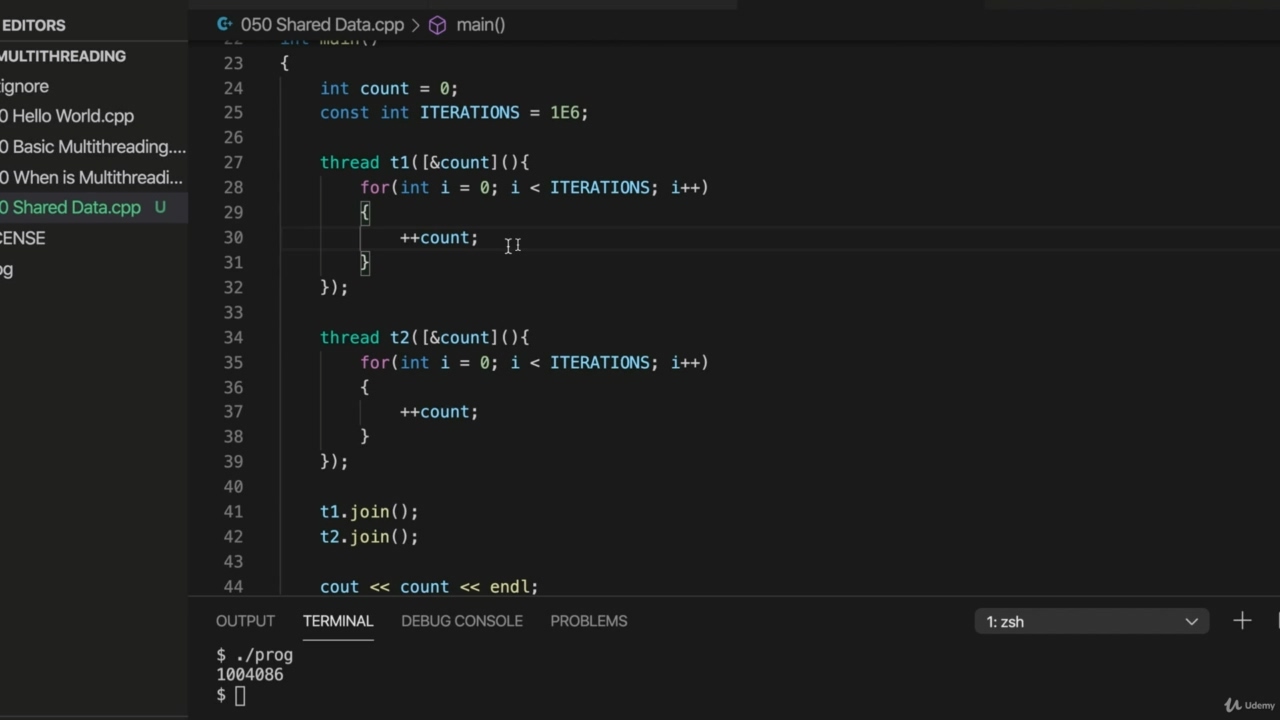 EDITORS
MULTITHREADING
ignore
0 Hello World.cpp
0 Basic Multithreading....
0 When is Multithreadi...
0 Shared Data.cpp U
CENSE
og
050 Shared Data.cpp > main()
22 int main()
23 {
24 int count = 0;
25 const int ITERATIONS = 1E6;
26
27 thread t1([&count](){
28 for(int i = 0; i < ITERATIONS; i++)
29 {
30 ++count;
31 }
32 });
33
34 thread t2([&count](){
35 for(int i = 0; i < ITERATIONS; i++)
36 {
37 ++count;
38 }
39 });
40
41 t1.join();
42 t2.join();
43
44 cout << count << endl;
OUTPUT TERMINAL DEBUG CONSOLE PROBLEMS 1: zsh
$ ./prog
1004086
$
Udemy